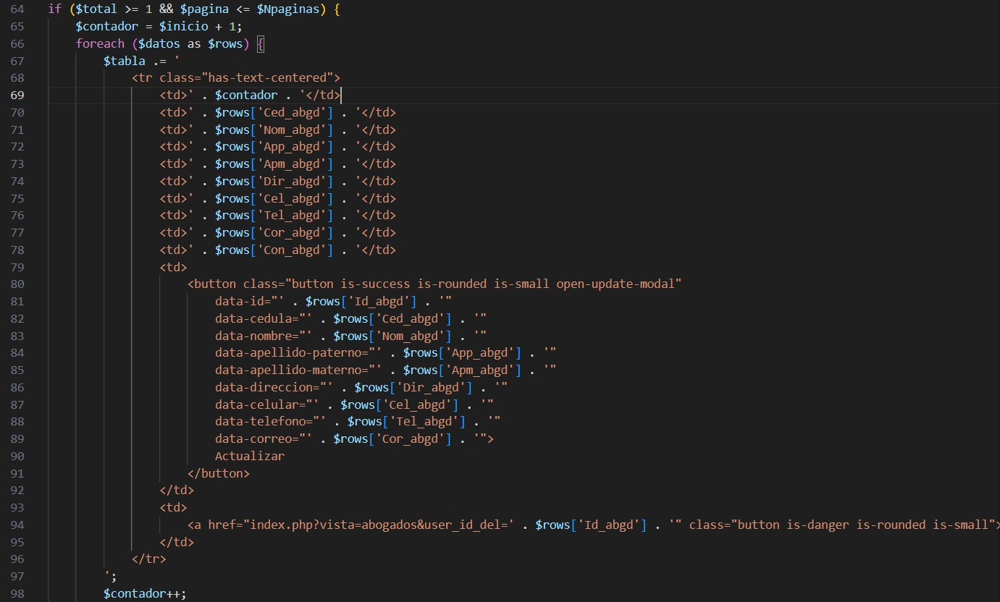 64 if ($total >= 1 && $pagina <= $Npaginas) {
65 $contador = $inicio + 1;
66 foreach ($datos as $rows) {
67 $tabla .= '
68 <tr class="has-text-centered">
69 <td>' . $contador . '</td>
70 <td>' . $rows['Ced_abgd'] . '</td>
71 <td>' . $rows['Nom_abgd'] . '</td>
72 <td>' . $rows['App_abgd'] . '</td>
73 <td>' . $rows['Apm_abgd'] . '</td>
74 <td>' . $rows['Dir_abgd'] . '</td>
75 <td>' . $rows['Cel_abgd'] . '</td>
76 <td>' . $rows['Tel_abgd'] . '</td>
77 <td>' . $rows['Cor_abgd'] . '</td>
78 <td>' . $rows['Con_abgd'] . '</td>
79 <td>
80 <button class="button is-success is-rounded is-small open-update-modal"
81 data-id="' . $rows['Id_abgd'] . '"
82 data-cedula="' . $rows['Ced_abgd'] . '"
83 data-nombre="' . $rows['Nom_abgd'] . '"
84 data-apellido-paterno="' . $rows['App_abgd'] . '"
85 data-apellido-materno="' . $rows['Apm_abgd'] . '"
86 data-direccion="' . $rows['Dir_abgd'] . '"
87 data-celular="' . $rows['Cel_abgd'] . '"
88 data-telefono="' . $rows['Tel_abgd'] . '"
89 data-correo="' . $rows['Cor_abgd'] . '">
90 Actualizar
91 </button>
92 </td>
93 <td>
94 <a href="index.php?vista=abogados&user_id_del=' . $rows['Id_abgd'] . '" class="button is-danger is-rounded is-small">
95 </td>
96 </tr>
97 ';
98 $contador++;